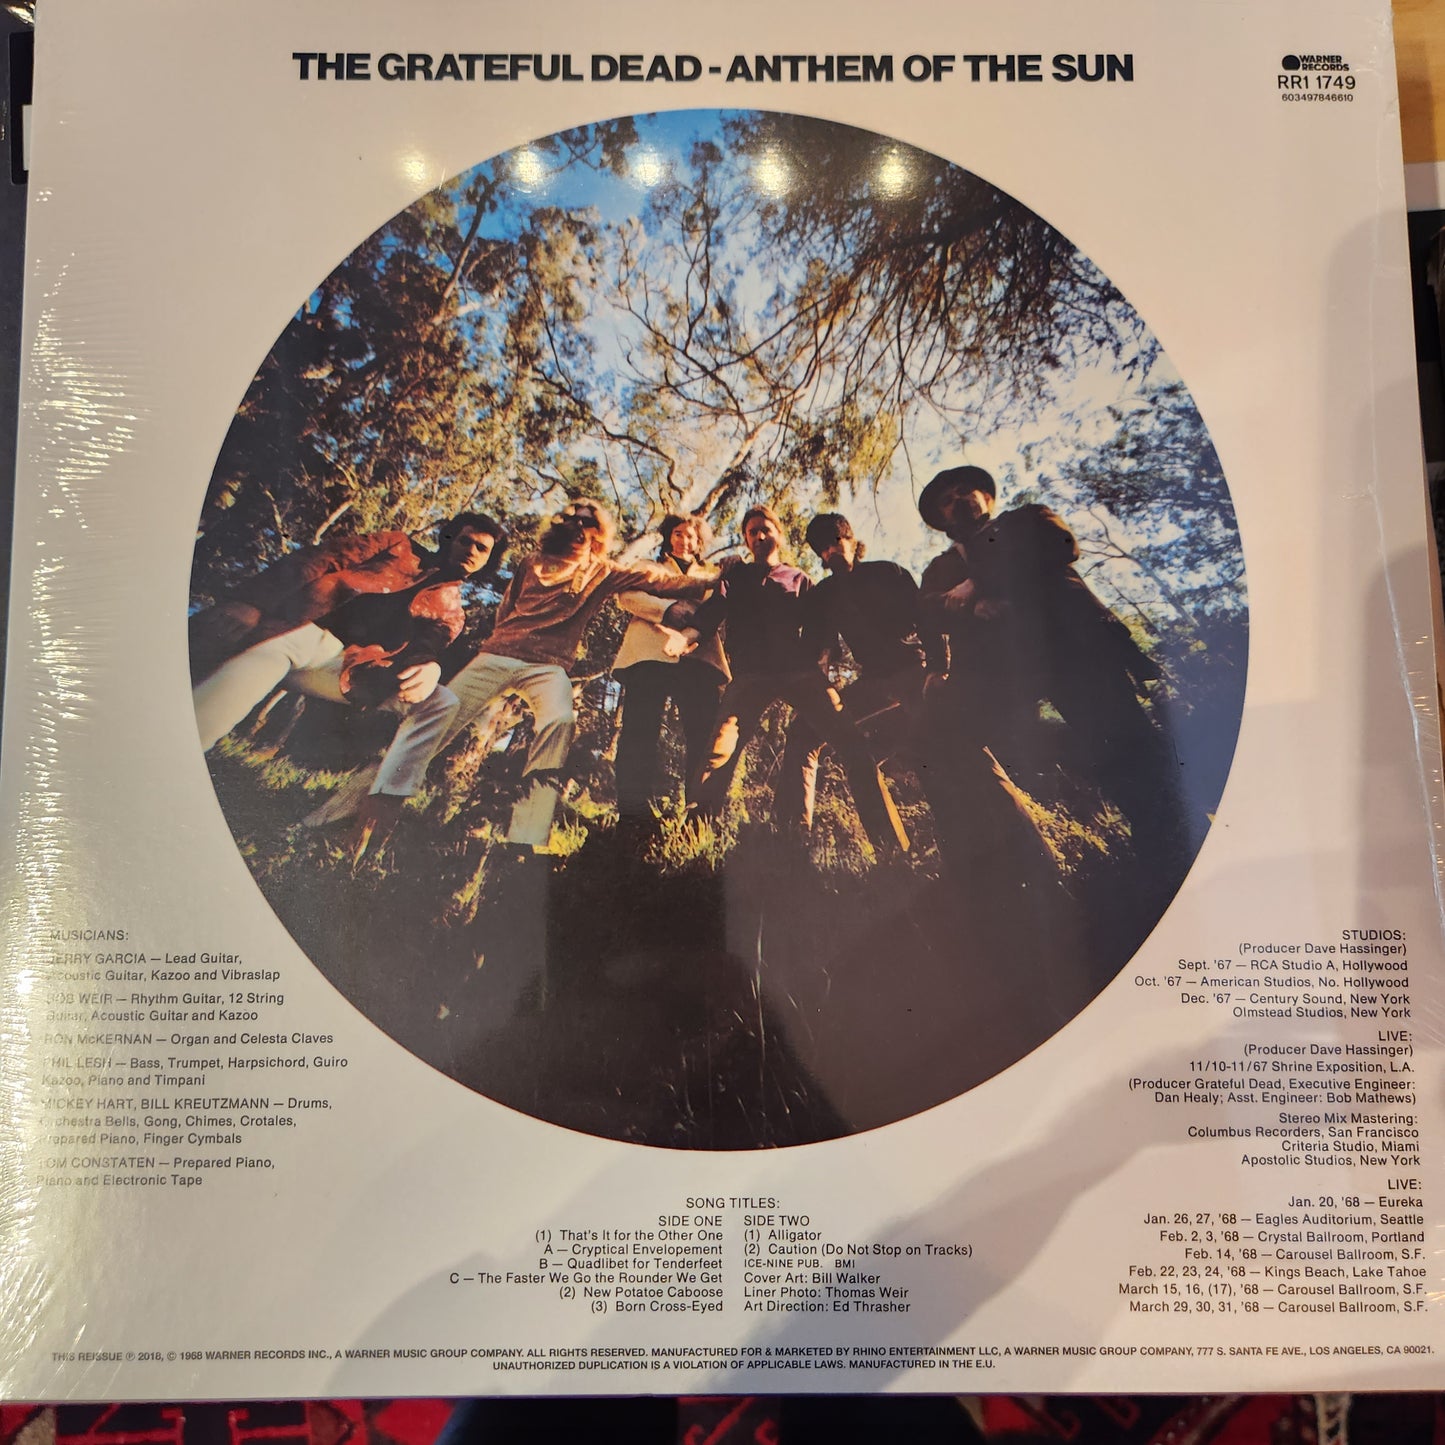 THE GRATEFUL DEAD - ANTHEM OF THE SUN
WARNER
RECORDS
RR1 1749
603497846610
MUSICIANS:
JERRY GARCIA — Lead Guitar,
Acoustic Guitar, Kazoo and Vibraslap
BOB WEIR — Rhythm Guitar, 12 String
Guitar, Acoustic Guitar and Kazoo
RON McKERNAN — Organ and Celesta Claves
PHIL LESH — Bass, Trumpet, Harpsichord, Guiro
Kazoo, Piano and Timpani
MICKEY HART, BILL KREUTZMANN — Drums,
Orchestra Bells, Gong, Chimes, Crotales,
Prepared Piano, Finger Cymbals
TOM CONSTATEN — Prepared Piano,
Piano and Electronic Tape
SONG TITLES:
SIDE ONE
(1) That's It for the Other One
A — Cryptical Envelopement
B — Quadlibet for Tenderfeet
C — The Faster We Go the Rounder We Get
(2) New Potatoe Caboose
(3) Born Cross-Eyed
SIDE TWO
(1) Alligator
(2) Caution (Do Not Stop on Tracks)
ICE-NINE PUB. BMI
Cover Art: Bill Walker
Liner Photo: Thomas Weir
Art Direction: Ed Thrasher
STUDIOS:
(Producer Dave Hassinger)
Sept. '67 — RCA Studio A, Hollywood
Oct. '67 — American Studios, No. Hollywood
Dec. '67 — Century Sound, New York
Olmstead Studios, New York
LIVE:
(Producer Dave Hassinger)
11/10-11/67 Shrine Exposition, L.A.
(Producer Grateful Dead, Executive Engineer:
Dan Healy; Asst. Engineer: Bob Mathews)
Stereo Mix Mastering:
Columbus Recorders, San Francisco
Criteria Studio, Miami
Apostolic Studios, New York
LIVE:
Jan. 20, '68 — Eureka
Jan. 26, 27, '68 — Eagles Auditorium, Seattle
Feb. 2, 3, '68 — Crystal Ballroom, Portland
Feb. 14, '68 — Carousel Ballroom, S.F.
Feb. 22, 23, 24, '68 — Kings Beach, Lake Tahoe
March 15, 16, (17), '68 — Carousel Ballroom, S.F.
March 29, 30, 31, '68 — Carousel Ballroom, S.F.
THIS REISSUE ℗ 2018, © 1968 WARNER RECORDS INC., A WARNER MUSIC GROUP COMPANY. ALL RIGHTS RESERVED. MANUFACTURED FOR & MARKETED BY RHINO ENTERTAINMENT LLC, A WARNER MUSIC GROUP COMPANY, 777 S. SANTA FE AVE., LOS ANGELES, CA 90021.
UNAUTHORIZED DUPLICATION IS A VIOLATION OF APPLICABLE LAWS. MANUFACTURED IN THE E.U.